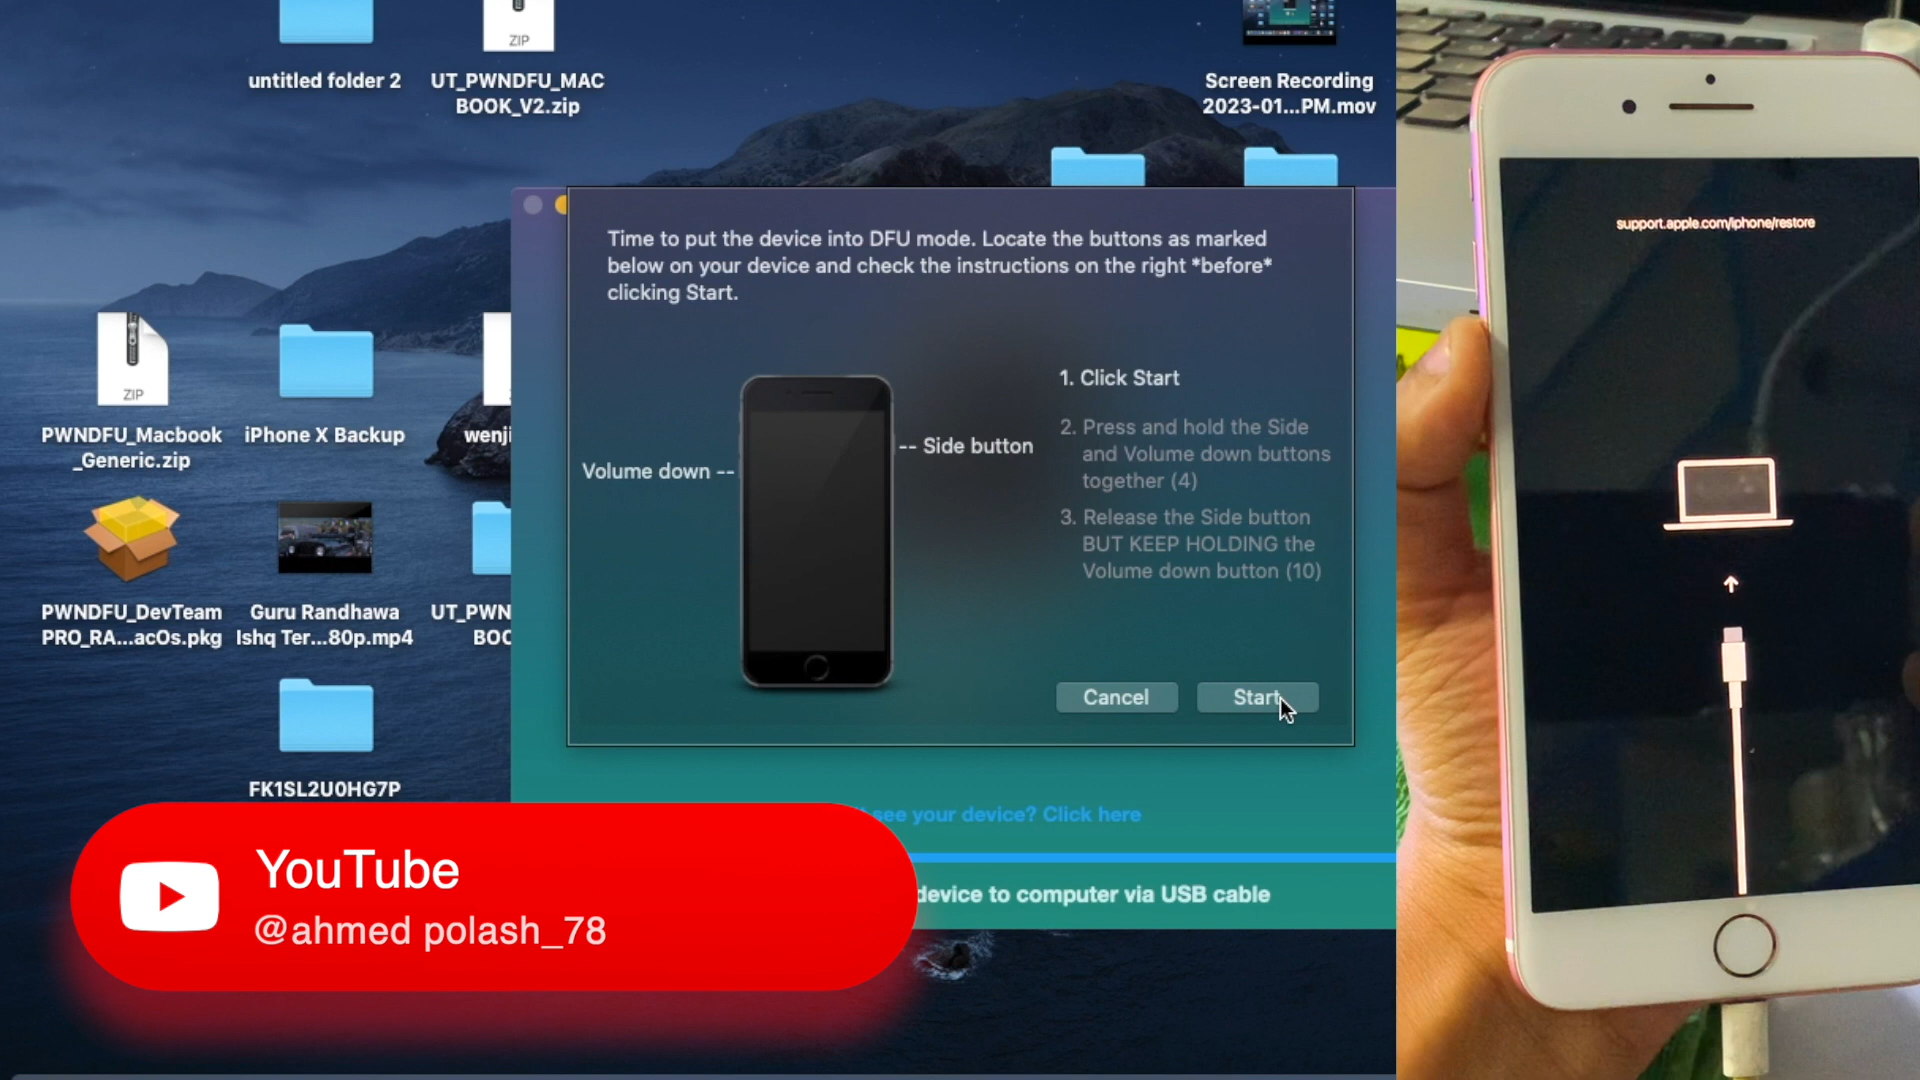 untitled folder 2
UT_PWNDFU_MAC
BOOK_V2.zip
ZIP
Screen Recording
2023-01...PM.mov
ZIP
PWNDFU_Macbook
_Generic.zip
iPhone X Backup
wenji
PWNDFU_DevTeam
PRO_RA...acOs.pkg
Guru Randhawa
Ishq Ter...80p.mp4
UT_PWN
BOO
FK1SL2U0HG7P
Time to put the device into DFU mode. Locate the buttons as marked
below on your device and check the instructions on the right *before*
clicking Start.
Volume down --
-- Side button
1. Click Start
2. Press and hold the Side
and Volume down buttons
together (4)
3. Release the Side button
BUT KEEP HOLDING the
Volume down button (10)
Cancel
Start
see your device? Click here
device to computer via USB cable
YouTube
@ahmed polash_78
support.apple.com/iphone/restore